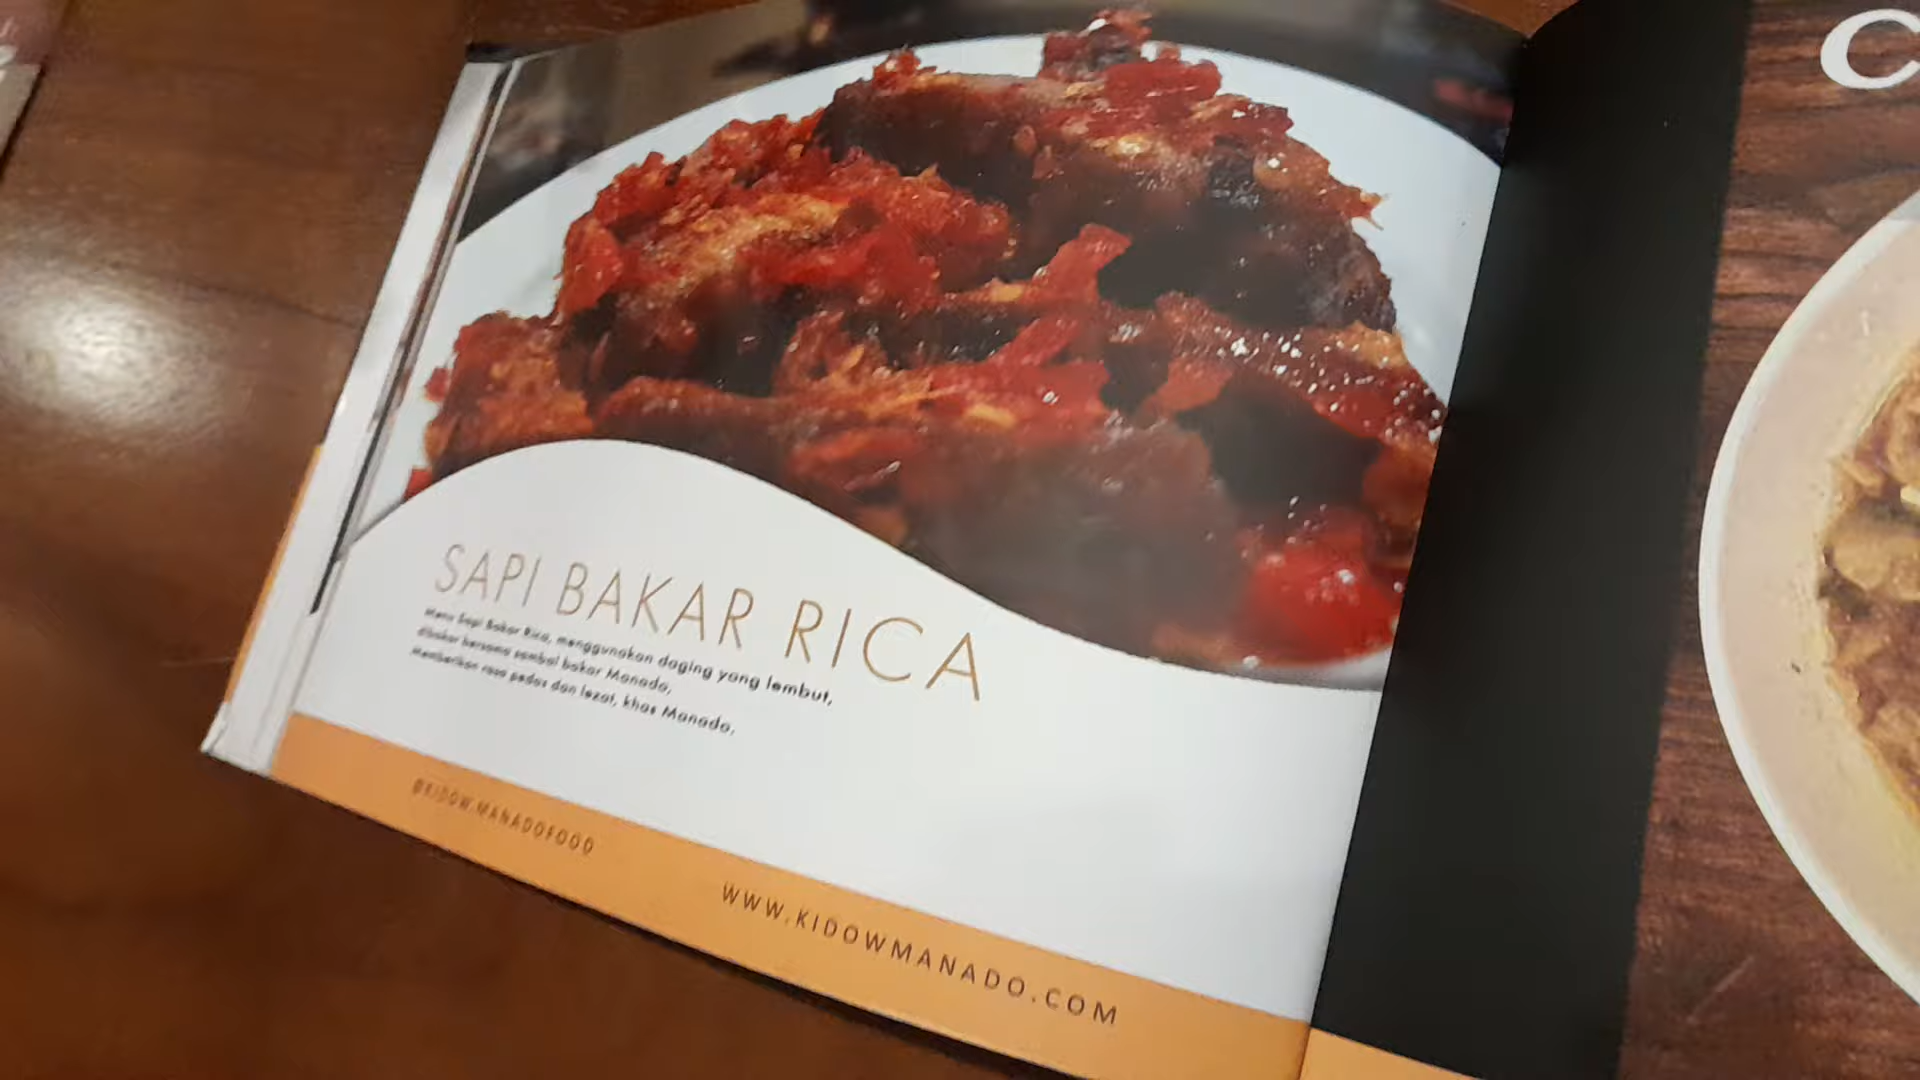 SAPI BAKAR RICA
Menu Sapi Bakar Rica, menggunakan daging yang lembut,
dibakar bersama sambal bakar Manado,
Memberikan rasa pedas dan lezat, khas Manado,
@KIDOW.MANADOFOOD
WWW.KIDOWMANADO.COM
C